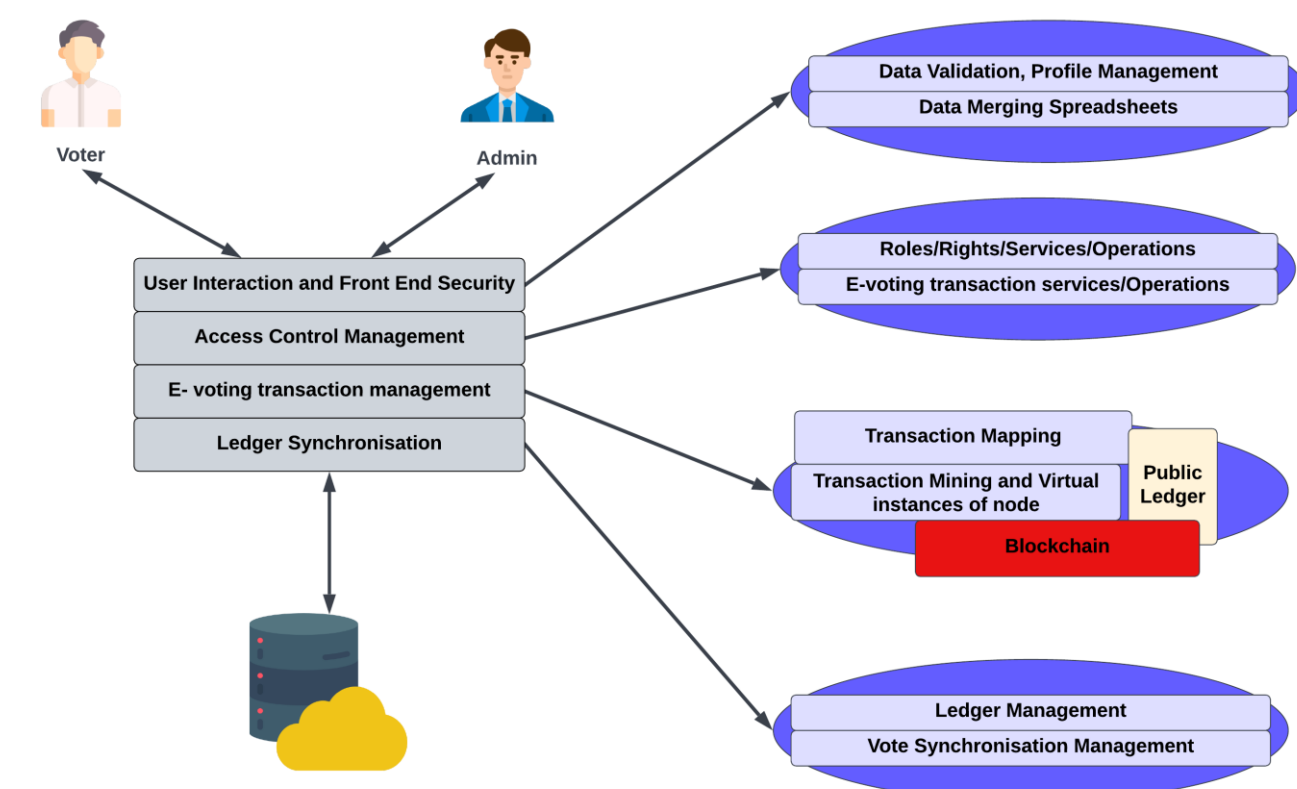 Voter
Admin
User Interaction and Front End Security
Access Control Management
E- voting transaction management
Ledger Synchronisation
Data Validation, Profile Management
Data Merging Spreadsheets
Roles/Rights/Services/Operations
E-voting transaction services/Operations
Transaction Mapping
Transaction Mining and Virtual
instances of node
Public
Ledger
Blockchain
Ledger Management
Vote Synchronisation Management